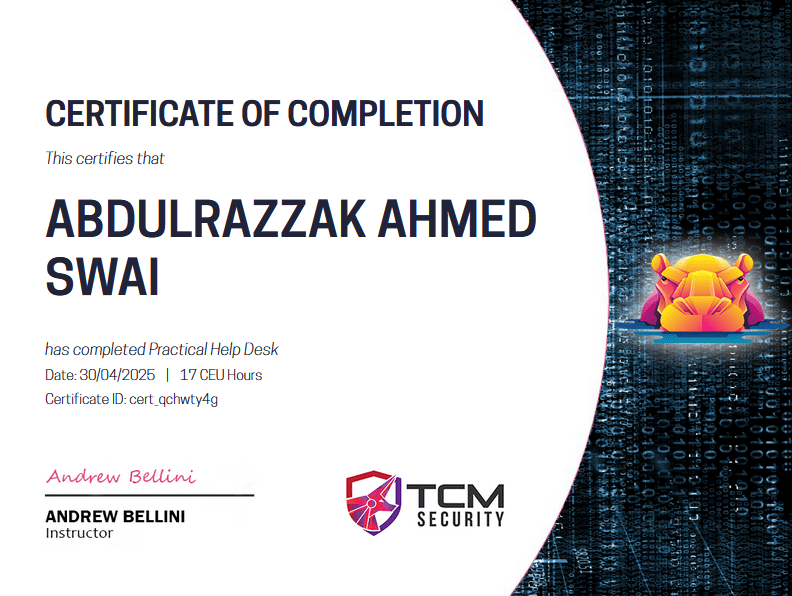 CERTIFICATE OF COMPLETION
This certifies that
ABDULRAZZAK AHMED
SWAI
has completed Practical Help Desk
Date: 30/04/2025 | 17 CEU Hours
Certificate ID: cert_qchwty4g
Andrew Bellini
ANDREW BELLINI
Instructor
TCM
SECURITY